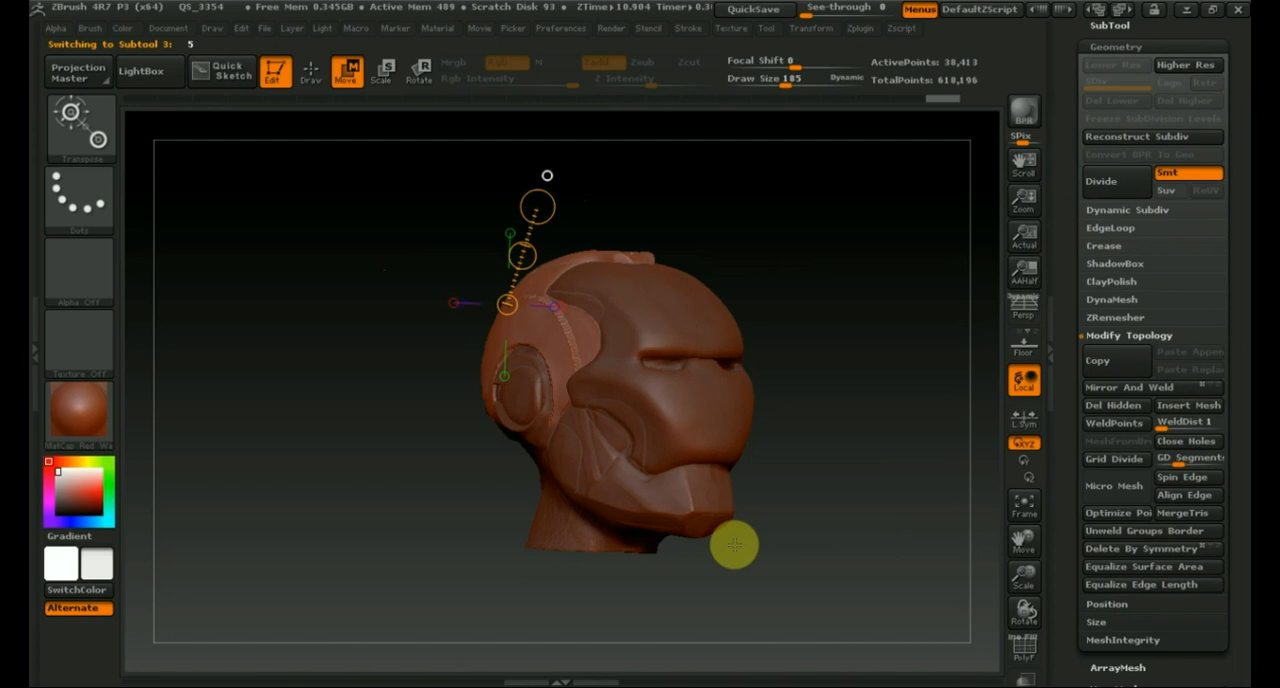 ZBrush 4R7 P3 (x64) QS_3354 • Free Mem 0.345GB • Active Mem 489 • Scratch Disk 93 • ZTime▸10.904 Timer▸0.3 QuickSave See-through 0 Menus DefaultZScript
Alpha Brush Color Document Draw Edit File Layer Light Macro Marker Material Movie Picker Preferences Render Stencil Stroke Texture Tool Transform Zplugin Zscript
Switching to Subtool 3: 5
Projection Master
LightBox
Quick Sketch
Edit
Draw
Move
Scale
Rotate
Mrgb Rgb M
Rgb Intensity
Zadd Zsub Zcut
Z Intensity
Focal Shift 0
Draw Size 185 Dynamic
ActivePoints: 38,413
TotalPoints: 618,196
Transpose
Dots
Alpha Off
Texture Off
MatCap Red Wa
Gradient
SwitchColor
Alternate
BPR
SPix
Scroll
Zoom
Actual
AAHalf
Dynamic
Persp
Floor
Local
L.Sym
XYZ
Frame
Move
Scale
Rotate
Line Fill
PolyF
SubTool
Geometry
Lower Res Higher Res
SDiv Cage Rstr
Del Lower Del Higher
Freeze SubDivision Levels
Reconstruct Subdiv
Convert BPR To Geo
Divide Smt
Suv ReUV
Dynamic Subdiv
EdgeLoop
Crease
ShadowBox
ClayPolish
DynaMesh
ZRemesher
Modify Topology
Copy Paste Appen
Paste Repla
Mirror And Weld
Del Hidden Insert Mesh
WeldPoints WeldDist 1
MeshFromBr Close Holes
Grid Divide GD Segments
Micro Mesh Spin Edge
Align Edge
Optimize Poi MergeTris
Unweld Groups Border
Delete By Symmetry
Equalize Surface Area
Equalize Edge Length
Position
Size
MeshIntegrity
ArrayMesh